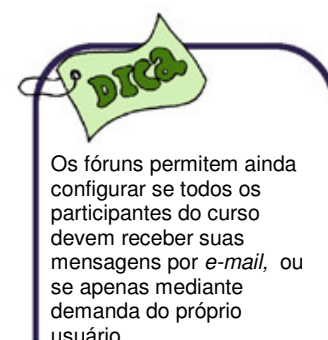 DICA
Os fóruns permitem ainda
configurar se todos os
participantes do curso
devem receber suas
mensagens por e-mail, ou
se apenas mediante
demanda do próprio
usuário